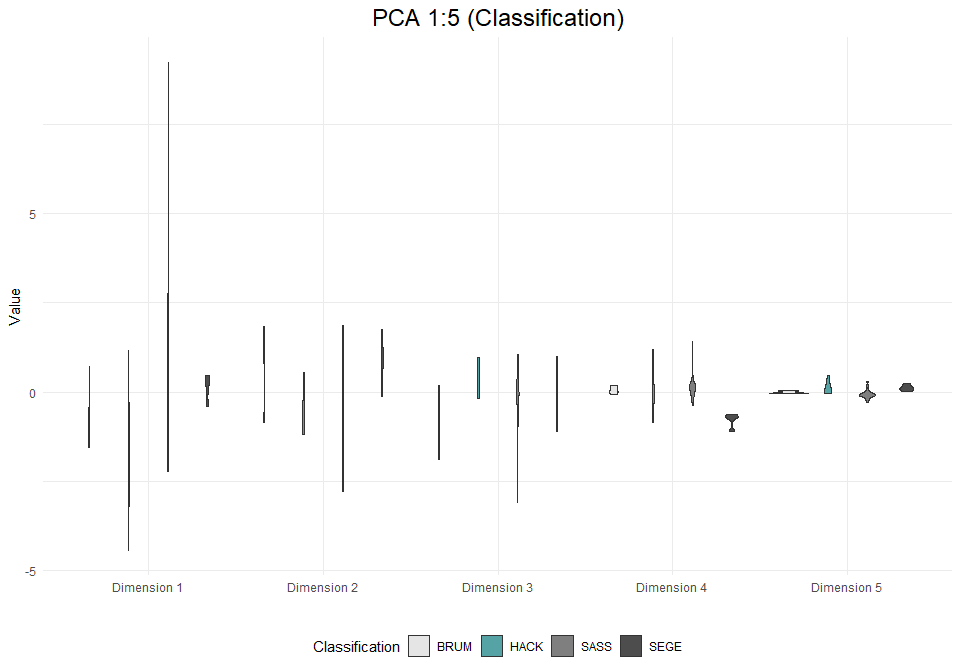 PCA 1:5 (Classification)
Value
5
0
-5
Dimension 1 Dimension 2 Dimension 3 Dimension 4 Dimension 5
Classification BRUM HACK SASS SEGE